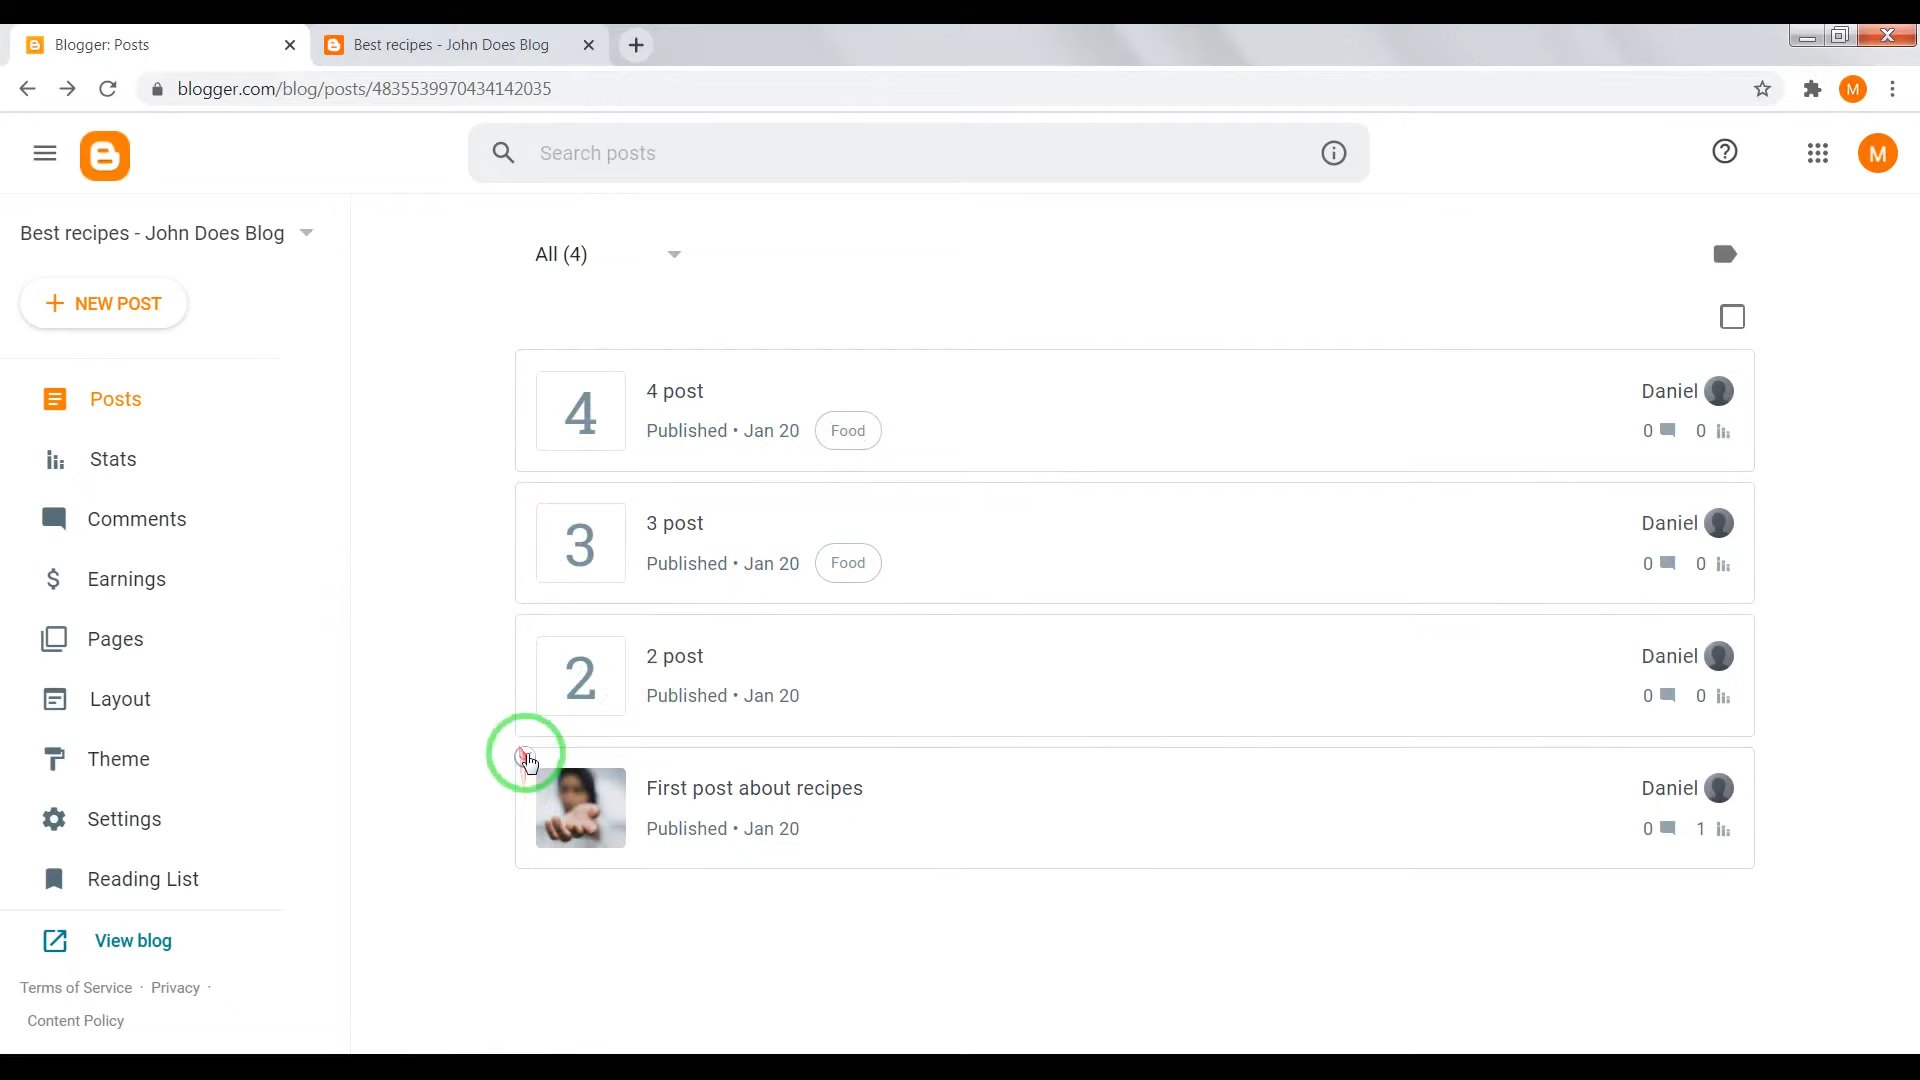 Blogger: Posts
Best recipes - John Does Blog
blogger.com/blog/posts/4835539970434142035
M
Search posts
M
Best recipes - John Does Blog
NEW POST
Posts
Stats
Comments
Earnings
Pages
Layout
Theme
Settings
Reading List
View blog
Terms of Service · Privacy ·
Content Policy
All (4)
4
4 post
Published • Jan 20
Food
Daniel
0 0
3
3 post
Published • Jan 20
Food
Daniel
0 0
2
2 post
Published • Jan 20
Daniel
0 0
First post about recipes
Published • Jan 20
Daniel
0 1